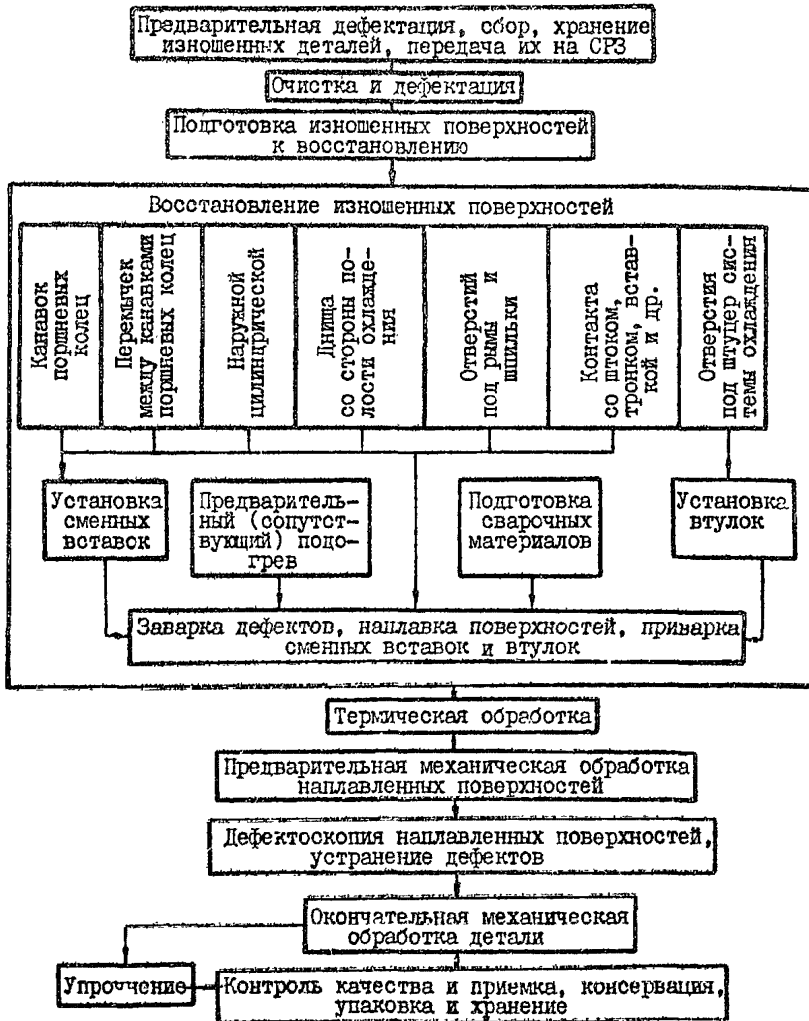 Предварительная дефектация, сбор, хранение
изношенных деталей, передача их на СРЗ
Очистка и дефектация
Подготовка изношенных поверхностей
к восстановлению
Восстановление изношенных поверхностей
Канавок
поршневых
колец
Перемычек
между канавками
поршневых колец
Наружной
цилиндрической
Днища
со стороны по-
лости охлажде-
ния
Отверстий
под рымы и
шпильки
Контакта
со штоком,
тронком, встав-
кой и др.
Отверстия
под штуцер сис-
темы охлаждения
Установка
сменных
вставок
Предваритель-
ный (сопутст-
вующий) подо-
грев
Подготовка
сварочных
материалов
Установка
втулок
Заварка дефектов, наплавка поверхностей, приварка
сменных вставок и втулок
Термическая обработка
Предварительная механическая обработка
наплавленных поверхностей
Дефектоскопия наплавленных поверхностей,
устранение дефектов
Окончательная механическая
обработка детали
Упрочнение
Контроль качества и приемка, консервация,
упаковка и хранение